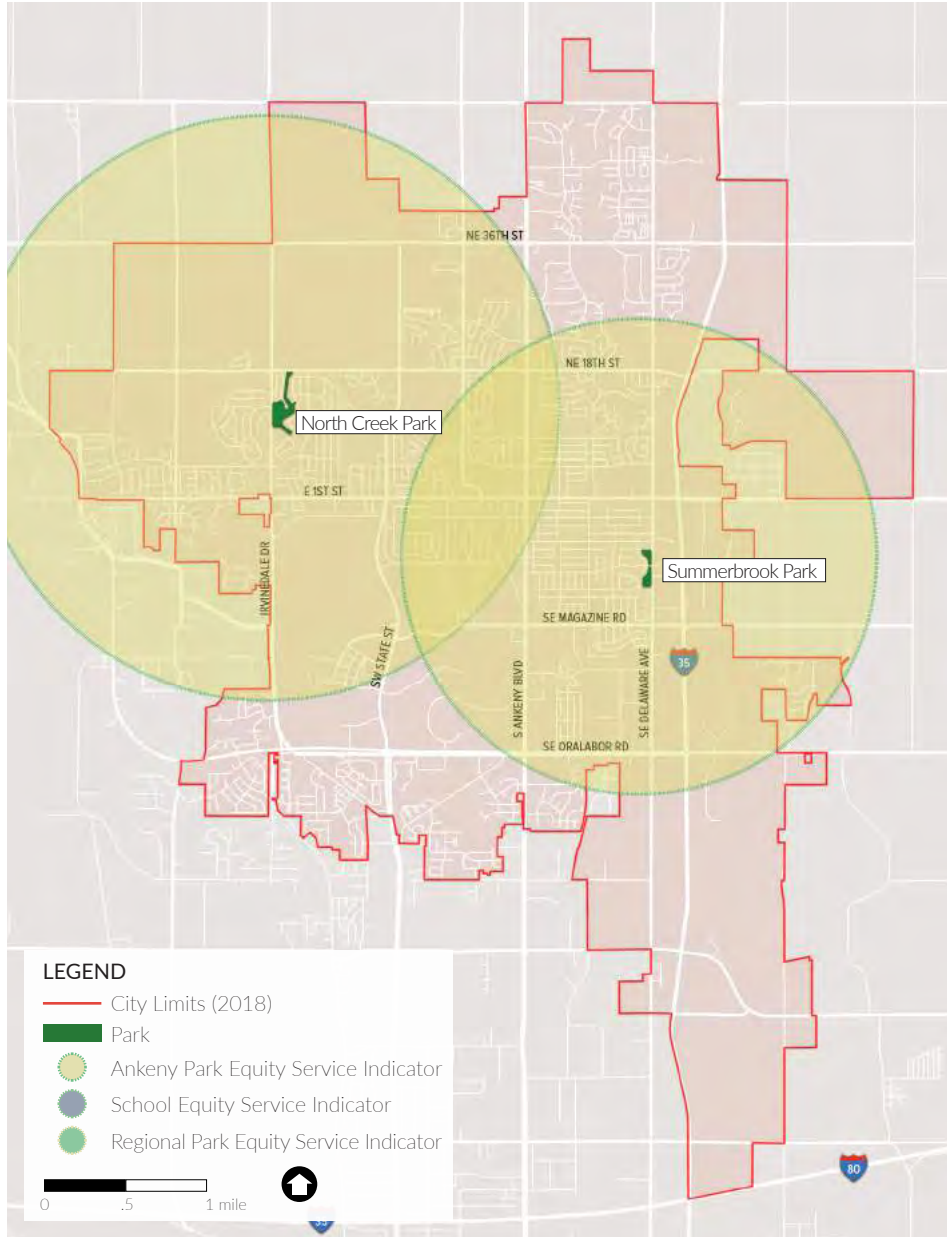 NE 36TH ST
NE 18TH ST
North Creek Park
E 1ST ST
IRVINEDALE DR
Summerbrook Park
SE MAGAZINE RD
SW STATE ST
35
S ANKENY BLVD
SE DELAWARE AVE
SE ORALABOR RD
LEGEND
City Limits (2018)
Park
Ankeny Park Equity Service Indicator
School Equity Service Indicator
Regional Park Equity Service Indicator
0 .5 1 mile
80
35